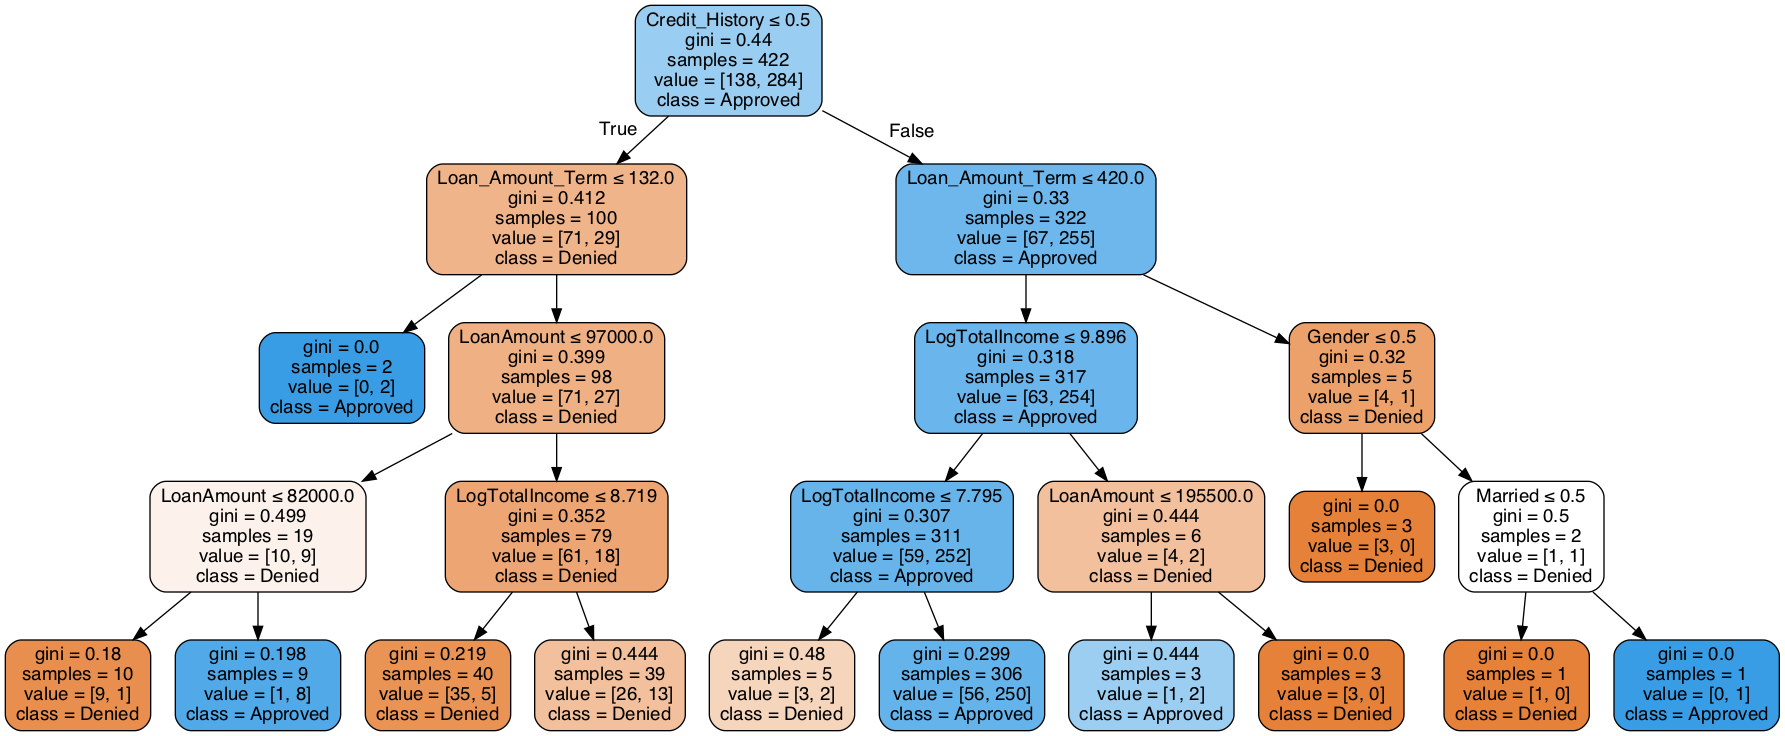 Credit_History ≤ 0.5
gini = 0.44
samples = 422
value = [138, 284]
class = Approved
True
False
Loan_Amount_Term ≤ 132.0
gini = 0.412
samples = 100
value = [71, 29]
class = Denied
Loan_Amount_Term ≤ 420.0
gini = 0.33
samples = 322
value = [67, 255]
class = Approved
gini = 0.0
samples = 2
value = [0, 2]
class = Approved
LoanAmount ≤ 97000.0
gini = 0.399
samples = 98
value = [71, 27]
class = Denied
LogTotalIncome ≤ 9.896
gini = 0.318
samples = 317
value = [63, 254]
class = Approved
Gender ≤ 0.5
gini = 0.32
samples = 5
value = [4, 1]
class = Denied
LoanAmount ≤ 82000.0
gini = 0.499
samples = 19
value = [10, 9]
class = Denied
LogTotalIncome ≤ 8.719
gini = 0.352
samples = 79
value = [61, 18]
class = Denied
LogTotalIncome ≤ 7.795
gini = 0.307
samples = 311
value = [59, 252]
class = Approved
LoanAmount ≤ 195500.0
gini = 0.444
samples = 6
value = [4, 2]
class = Denied
gini = 0.0
samples = 3
value = [3, 0]
class = Denied
Married ≤ 0.5
gini = 0.5
samples = 2
value = [1, 1]
class = Denied
gini = 0.18
samples = 10
value = [9, 1]
class = Denied
gini = 0.198
samples = 9
value = [1, 8]
class = Approved
gini = 0.219
samples = 40
value = [35, 5]
class = Denied
gini = 0.444
samples = 39
value = [26, 13]
class = Denied
gini = 0.48
samples = 5
value = [3, 2]
class = Denied
gini = 0.299
samples = 306
value = [56, 250]
class = Approved
gini = 0.444
samples = 3
value = [1, 2]
class = Approved
gini = 0.0
samples = 3
value = [3, 0]
class = Denied
gini = 0.0
samples = 1
value = [1, 0]
class = Denied
gini = 0.0
samples = 1
value = [0, 1]
class = Approved